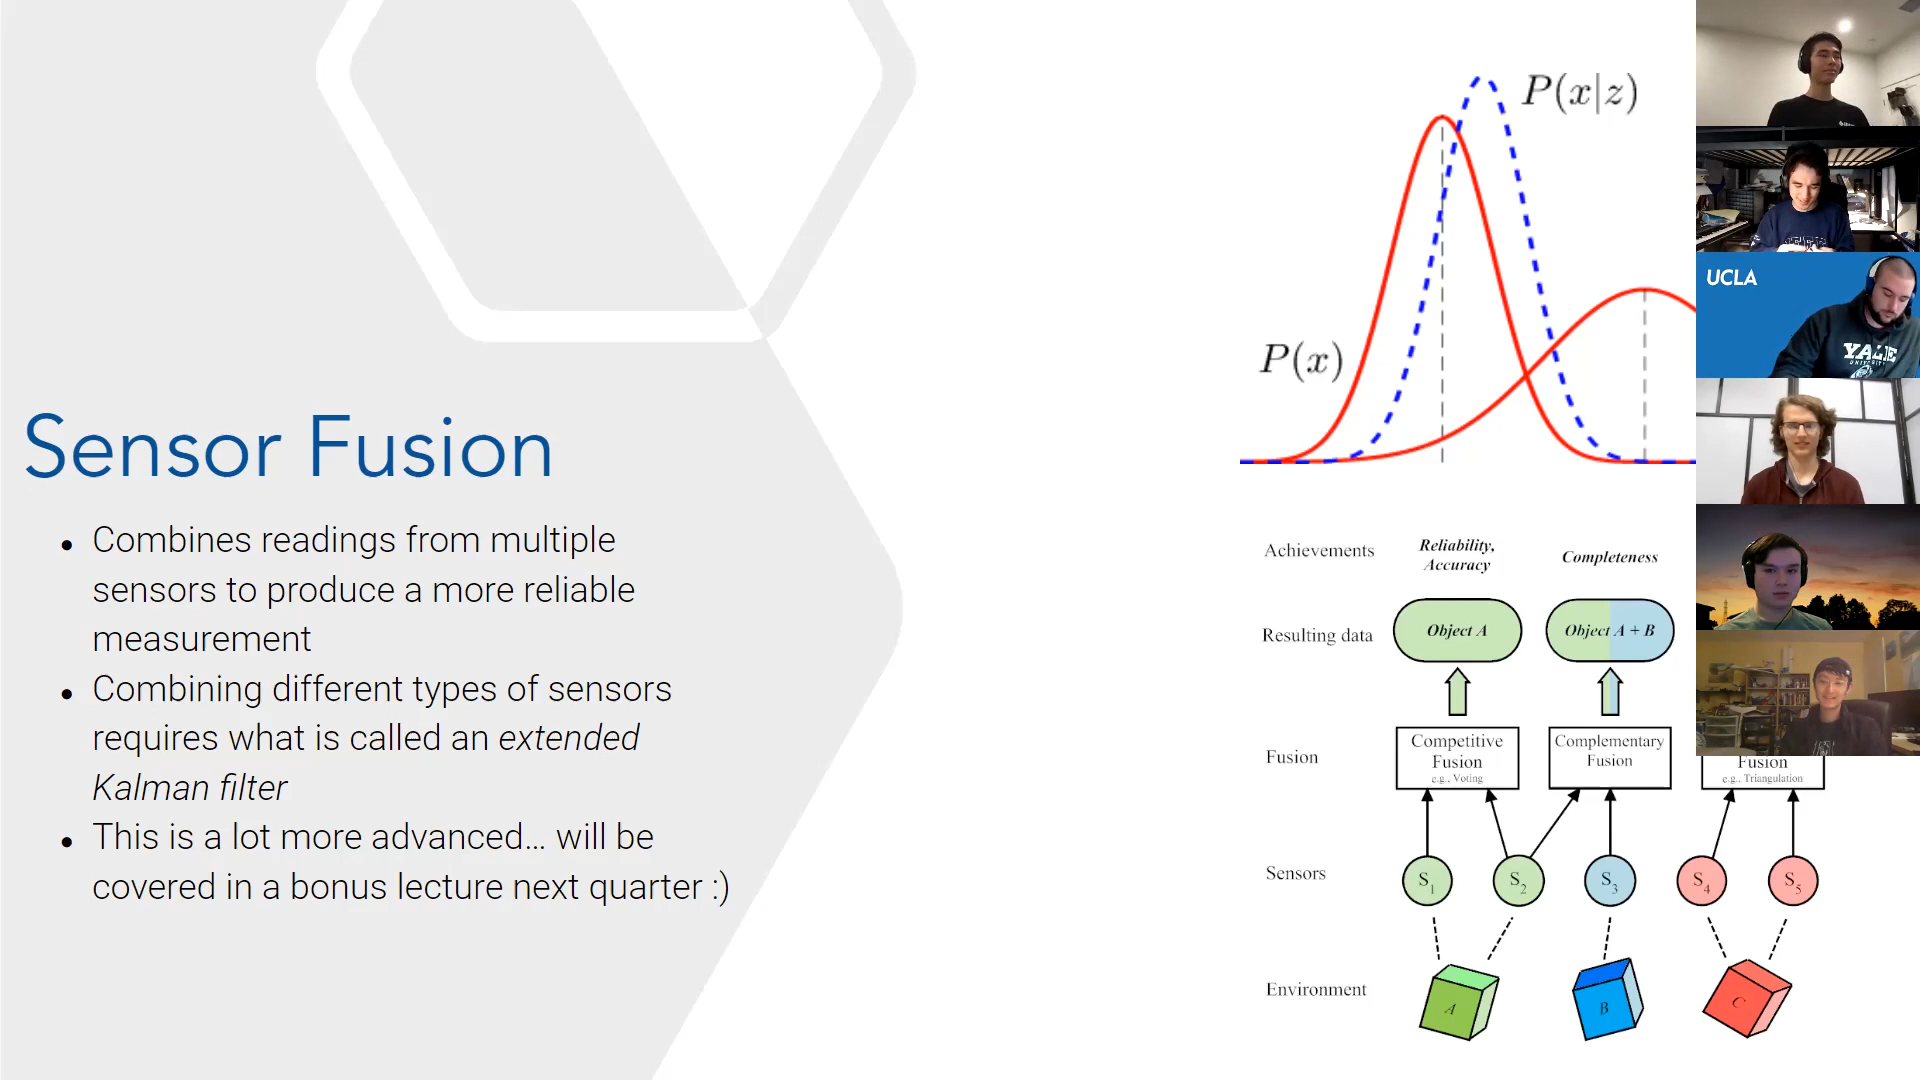 Sensor Fusion
• Combines readings from multiple
sensors to produce a more reliable
measurement
• Combining different types of sensors
requires what is called an extended
Kalman filter
• This is a lot more advanced... will be
covered in a bonus lecture next quarter :)
P(x|z)
P(x)
Achievements
Reliability,
Accuracy
Completeness
Resulting data
Object A
Object A + B
Fusion
Competitive
Fusion
e.g., Voting
Complementary
Fusion
Fusion
e.g., Triangulation
Sensors
S1
S2
S3
S4
S5
Environment
A
B
C
UCLA
YALE
UNIVERSITY